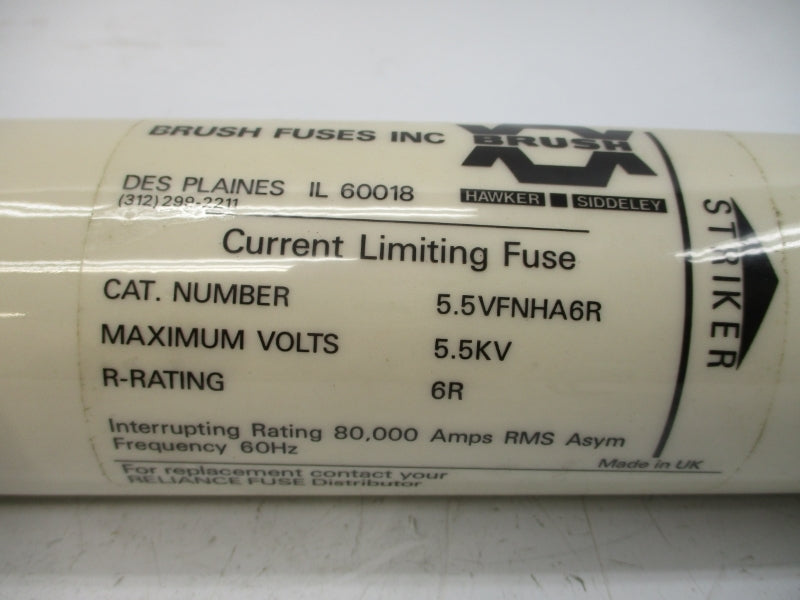 BRUSH FUSES INC
BRUSH
DES PLAINES IL 60018
(312) 299-2211
HAWKER SIDDELEY
Current Limiting Fuse
CAT. NUMBER 5.5VFNHA6R
MAXIMUM VOLTS 5.5KV
R-RATING 6R
Interrupting Rating 80,000 Amps RMS Asym
Frequency 60Hz
Made in UK
For replacement contact your
RELIANCE FUSE Distributor
STRIKER